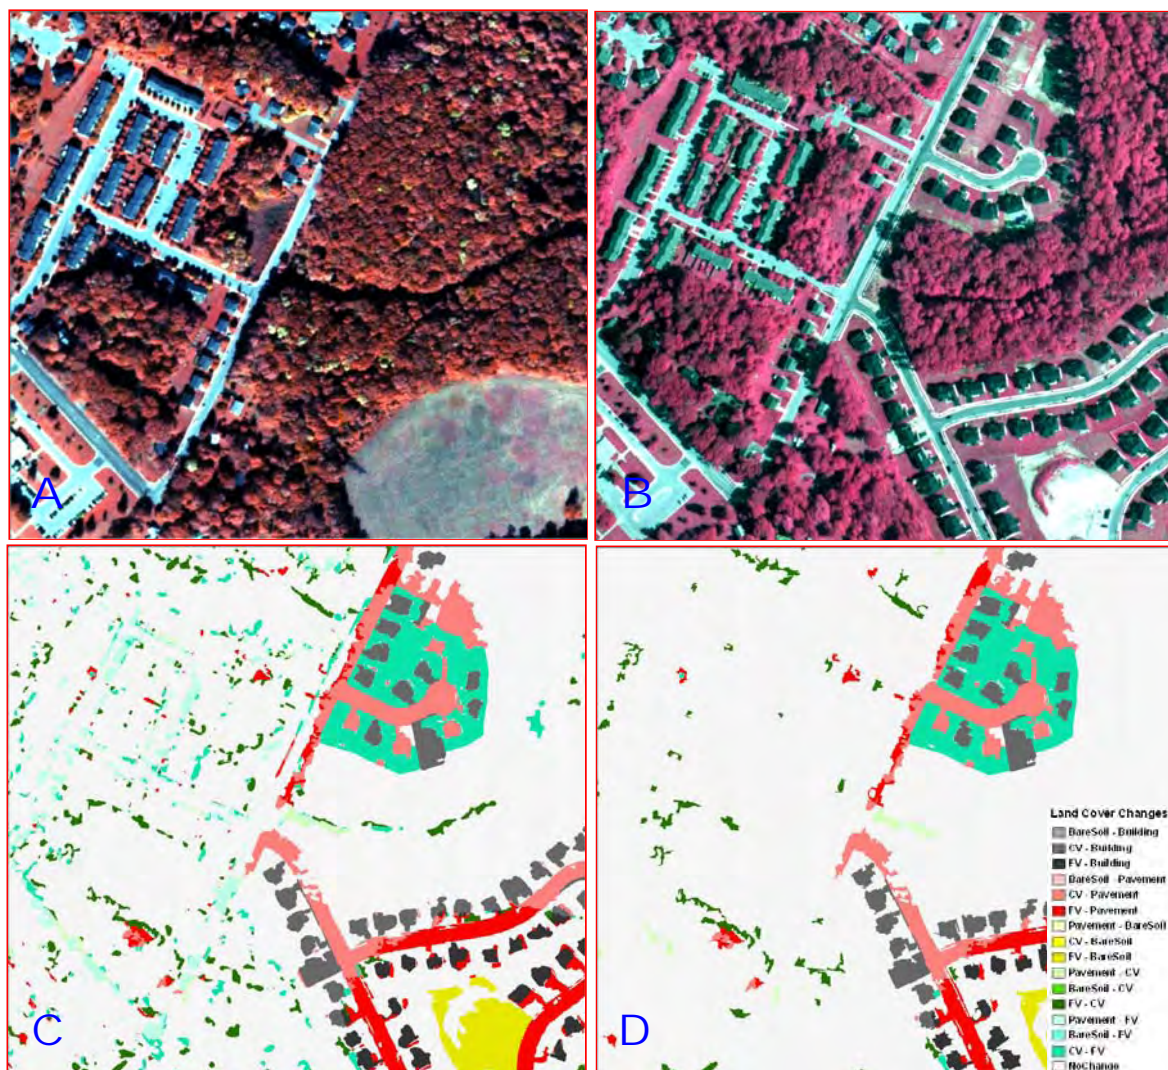 A
B
C
D
Land Cover Changes
BareSoil - Building
CV - Building
FV - Building
BareSoil - Pavement
CV - Pavement
FV - Pavement
Pavement - BareSoil
CV - BareSoil
FV - BareSoil
Pavement - CV
BareSoil - CV
FV - CV
Pavement - FV
BareSoil - FV
CV - FV
NoChange